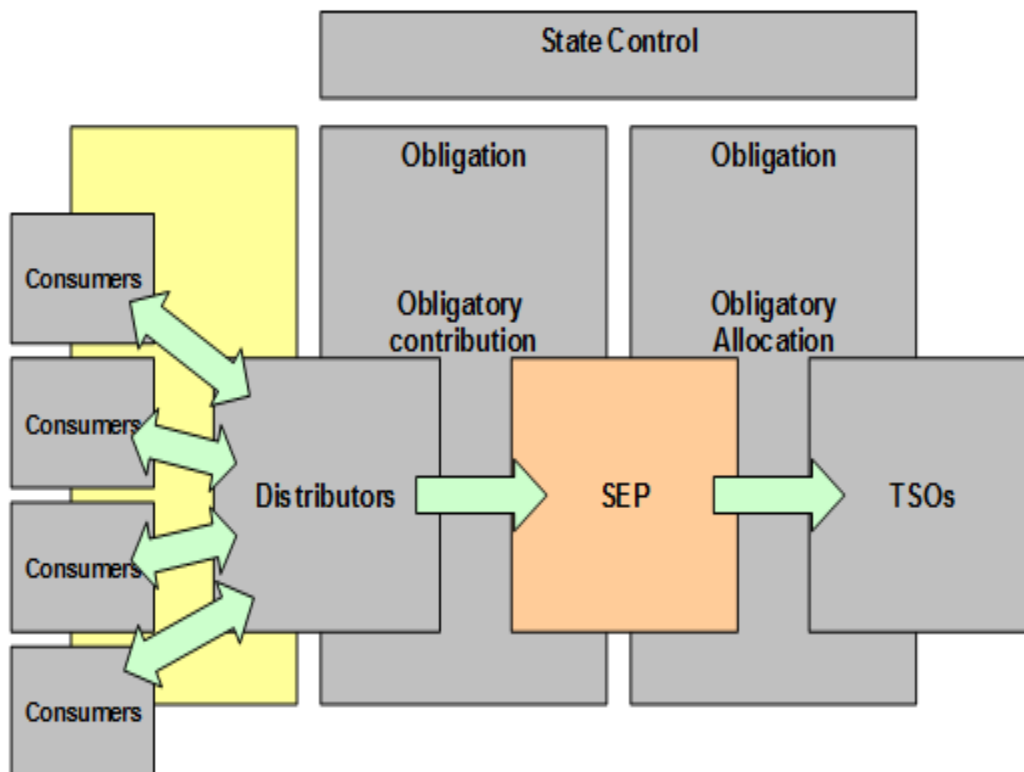 State Control
Obligation
Obligation
Obligatory
contribution
Obligatory
Allocation
Consumers
Consumers
Consumers
Consumers
Distributors
SEP
TSOs